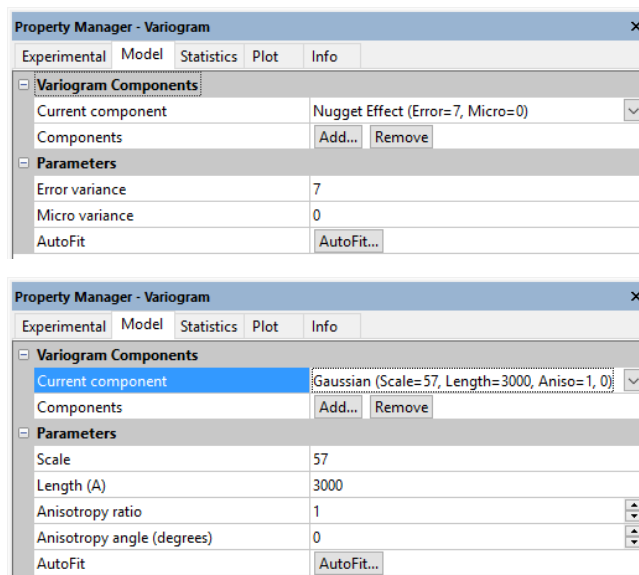 Property Manager - Variogram
Experimental Model Statistics Plot Info
Variogram Components
Current component Nugget Effect (Error=7, Micro=0)
Components Add... Remove
Parameters
Error variance 7
Micro variance 0
AutoFit AutoFit...
Property Manager - Variogram
Experimental Model Statistics Plot Info
Variogram Components
Current component Gaussian (Scale=57, Length=3000, Aniso=1, 0)
Components Add... Remove
Parameters
Scale 57
Length (A) 3000
Anisotropy ratio 1
Anisotropy angle (degrees) 0
AutoFit AutoFit...